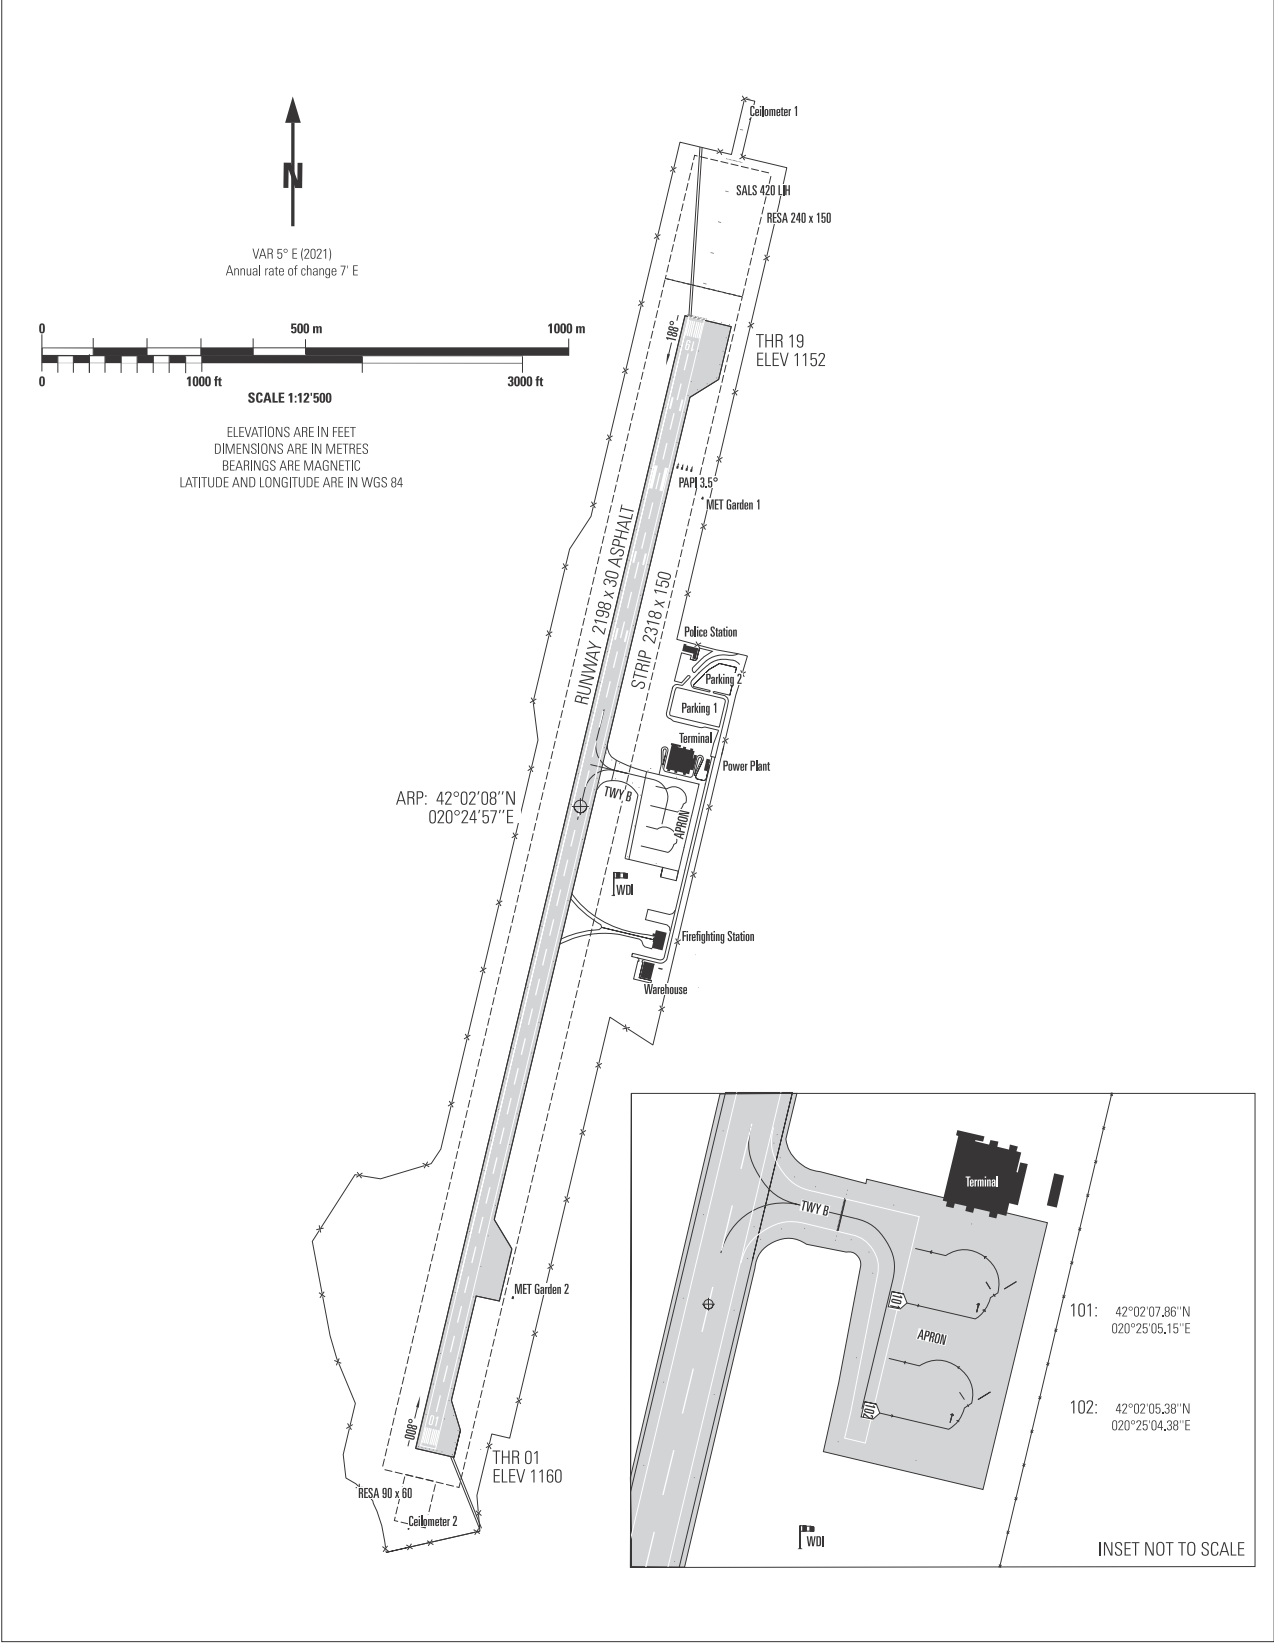 Ceilometer 1
N
SALS 420 LIH
RESA 240 x 150
VAR 5° E (2021)
Annual rate of change 7' E
0 500 m 1000 m
0 1000 ft 3000 ft
SCALE 1:12'500
188°
19
THR 19
ELEV 1152
ELEVATIONS ARE IN FEET
DIMENSIONS ARE IN METRES
BEARINGS ARE MAGNETIC
LATITUDE AND LONGITUDE ARE IN WGS 84
PAPI 3.5°
MET Garden 1
RUNWAY 2198 x 30 ASPHALT
STRIP 2318 x 150
Police Station
Parking 2
Parking 1
Terminal
Power Plant
TWY B
APRON
ARP: 42°02'08''N
020°24'57''E
WDI
Firefighting Station
Warehouse
MET Garden 2
008°
01
THR 01
ELEV 1160
RESA 90 x 60
Ceilometer 2
Terminal
TWY B
101
APRON
102
101: 42°02'07.86''N
020°25'05.15''E
102: 42°02'05.38''N
020°25'04.38''E
WDI
INSET NOT TO SCALE